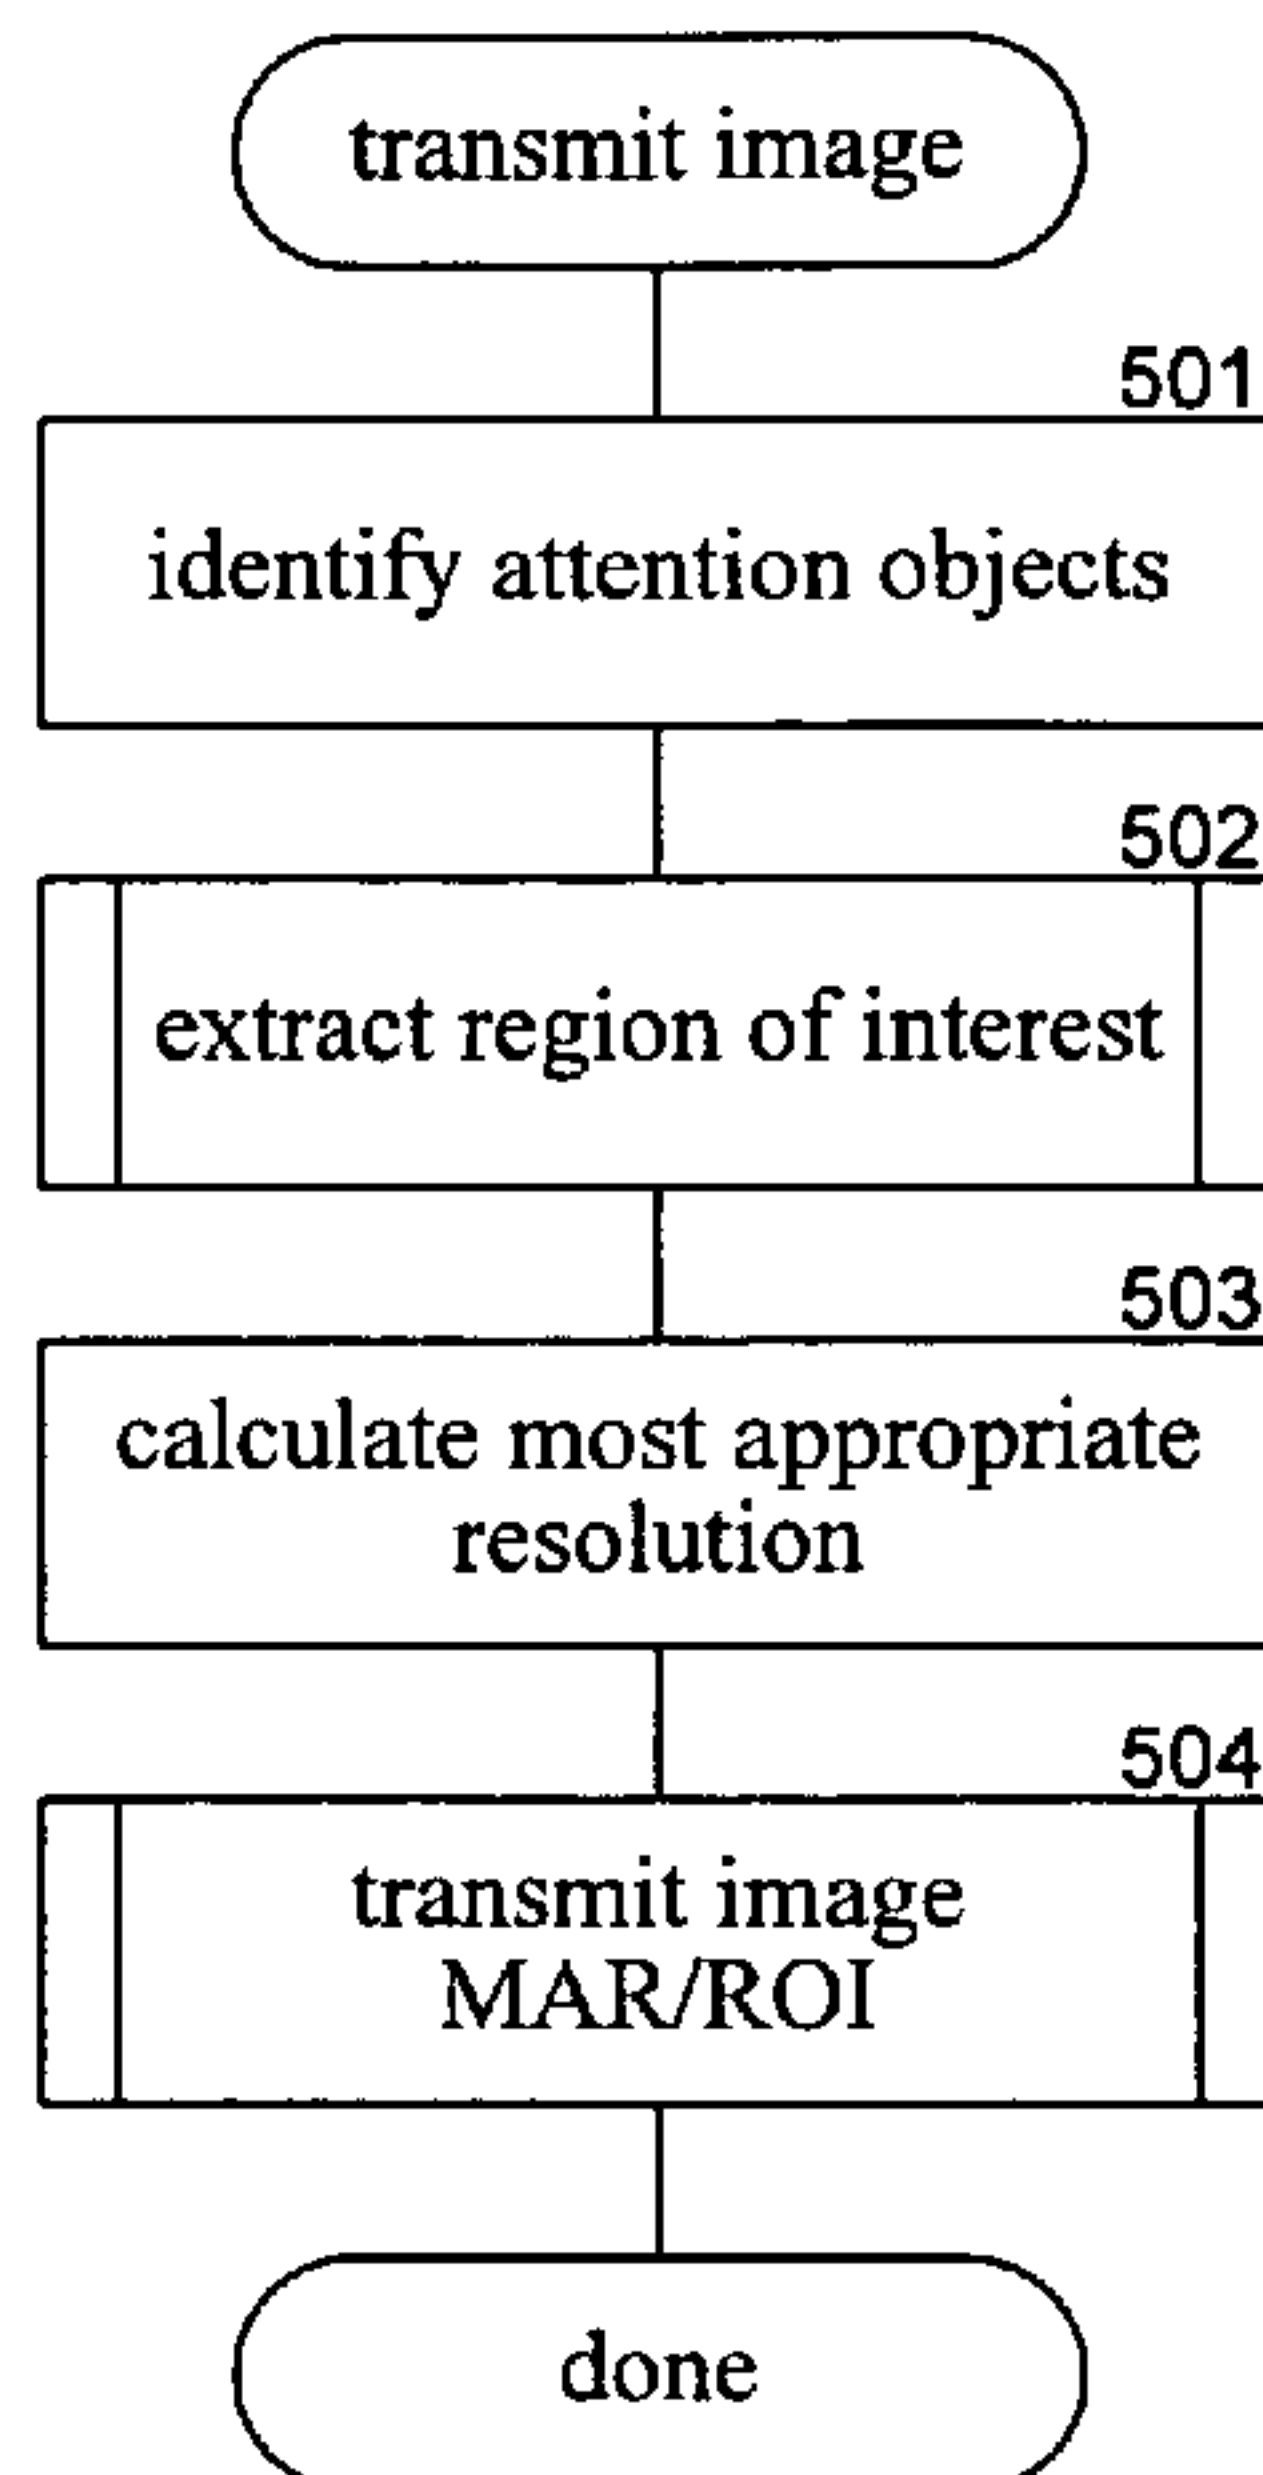 transmit image
501
identify attention objects
502
extract region of interest
503
calculate most appropriate
resolution
504
transmit image
MAR/ROI
done